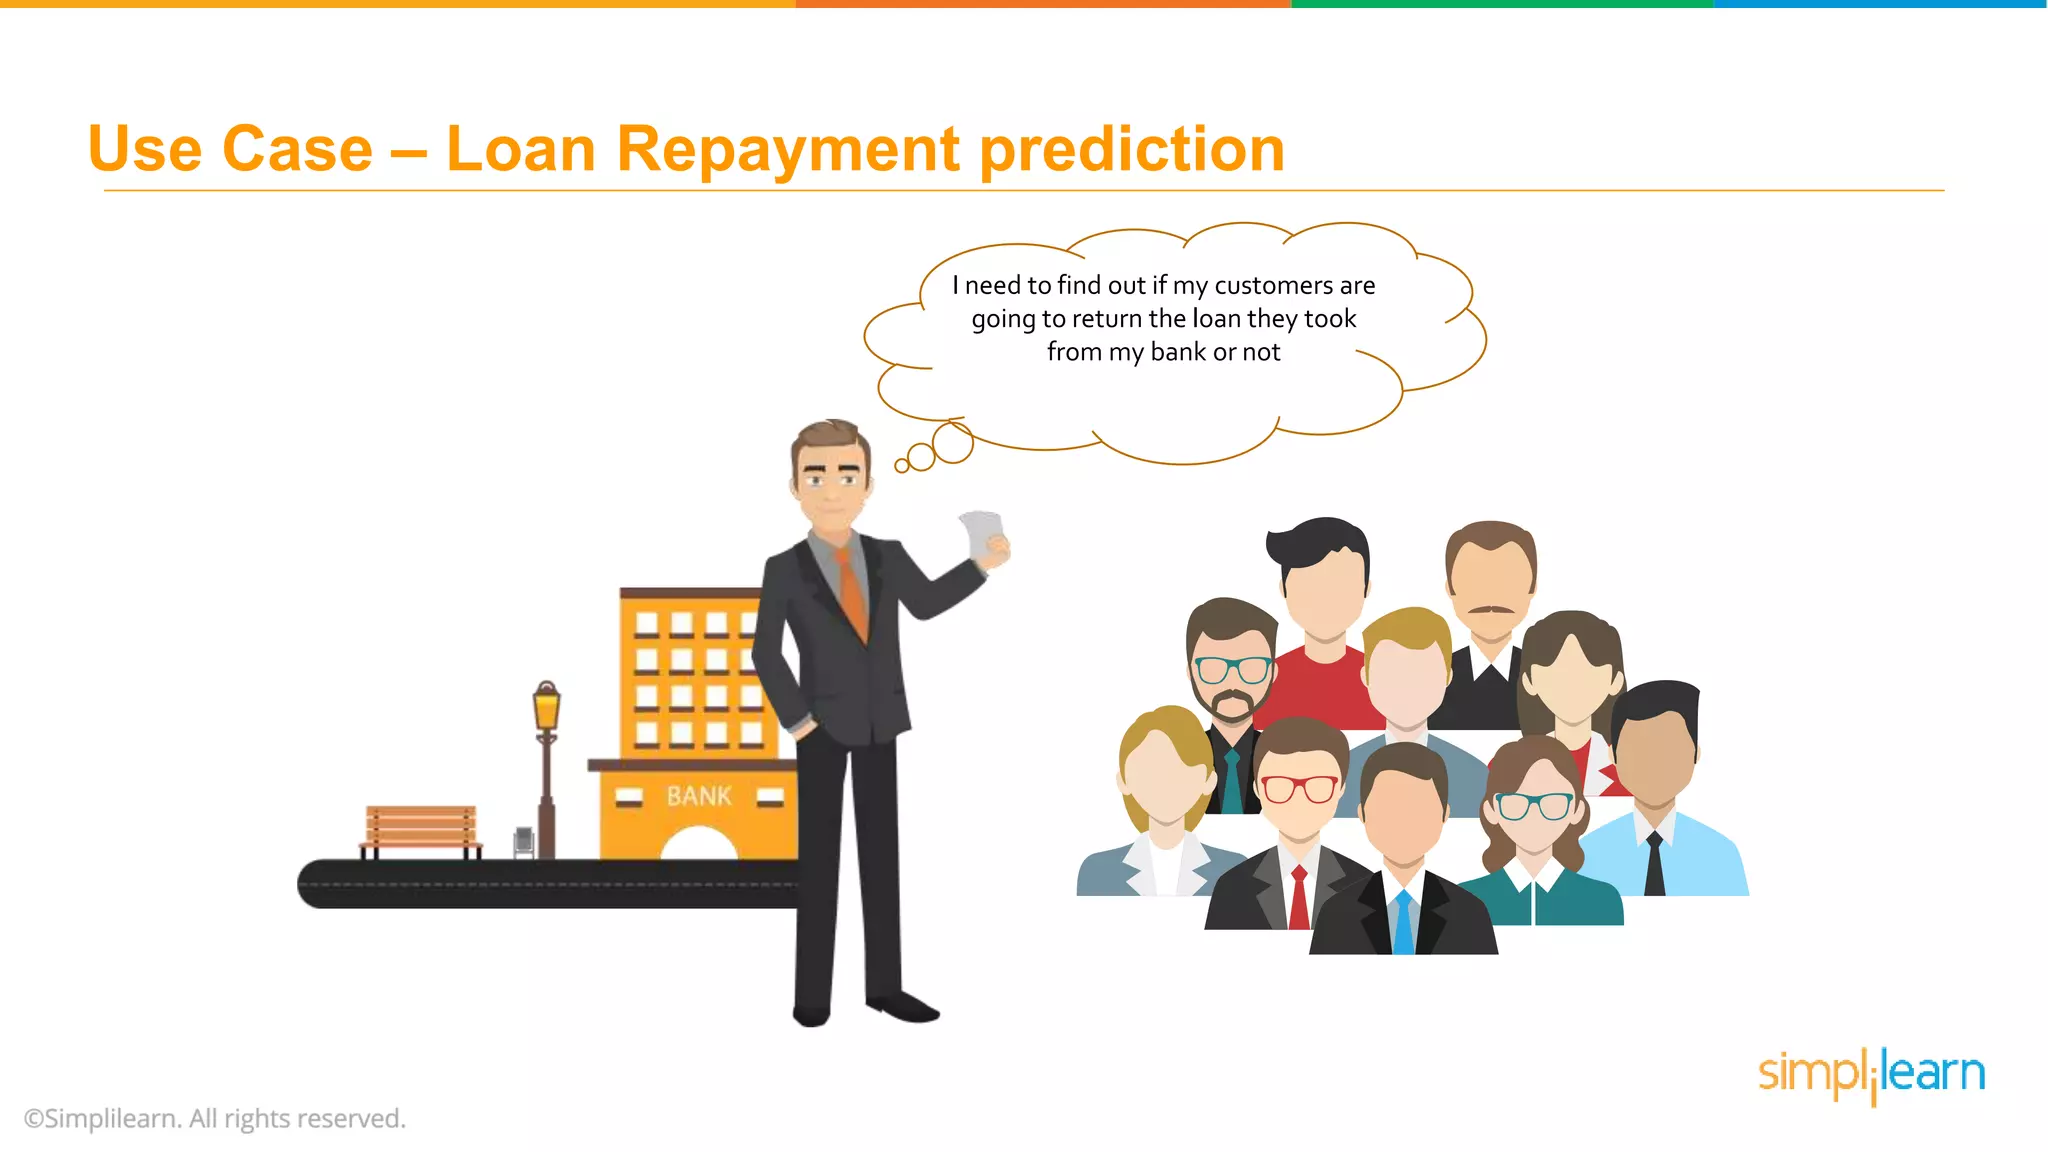 Use Case – Loan Repayment prediction
I need to find out if my customers are
going to return the loan they took
from my bank or not
BANK
simplilearn
©Simplilearn. All rights reserved.